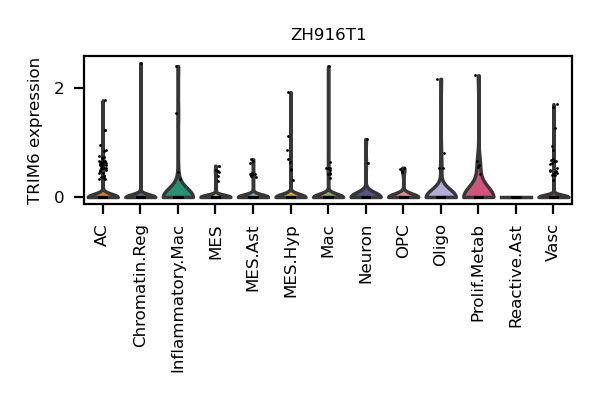 ZH916T1
TRIM6 expression
2
0
AC
Chromatin.Reg
Inflammatory.Mac
MES
MES.Ast
MES.Hyp
Mac
Neuron
OPC
Oligo
Prolif.Metab
Reactive.Ast
Vasc